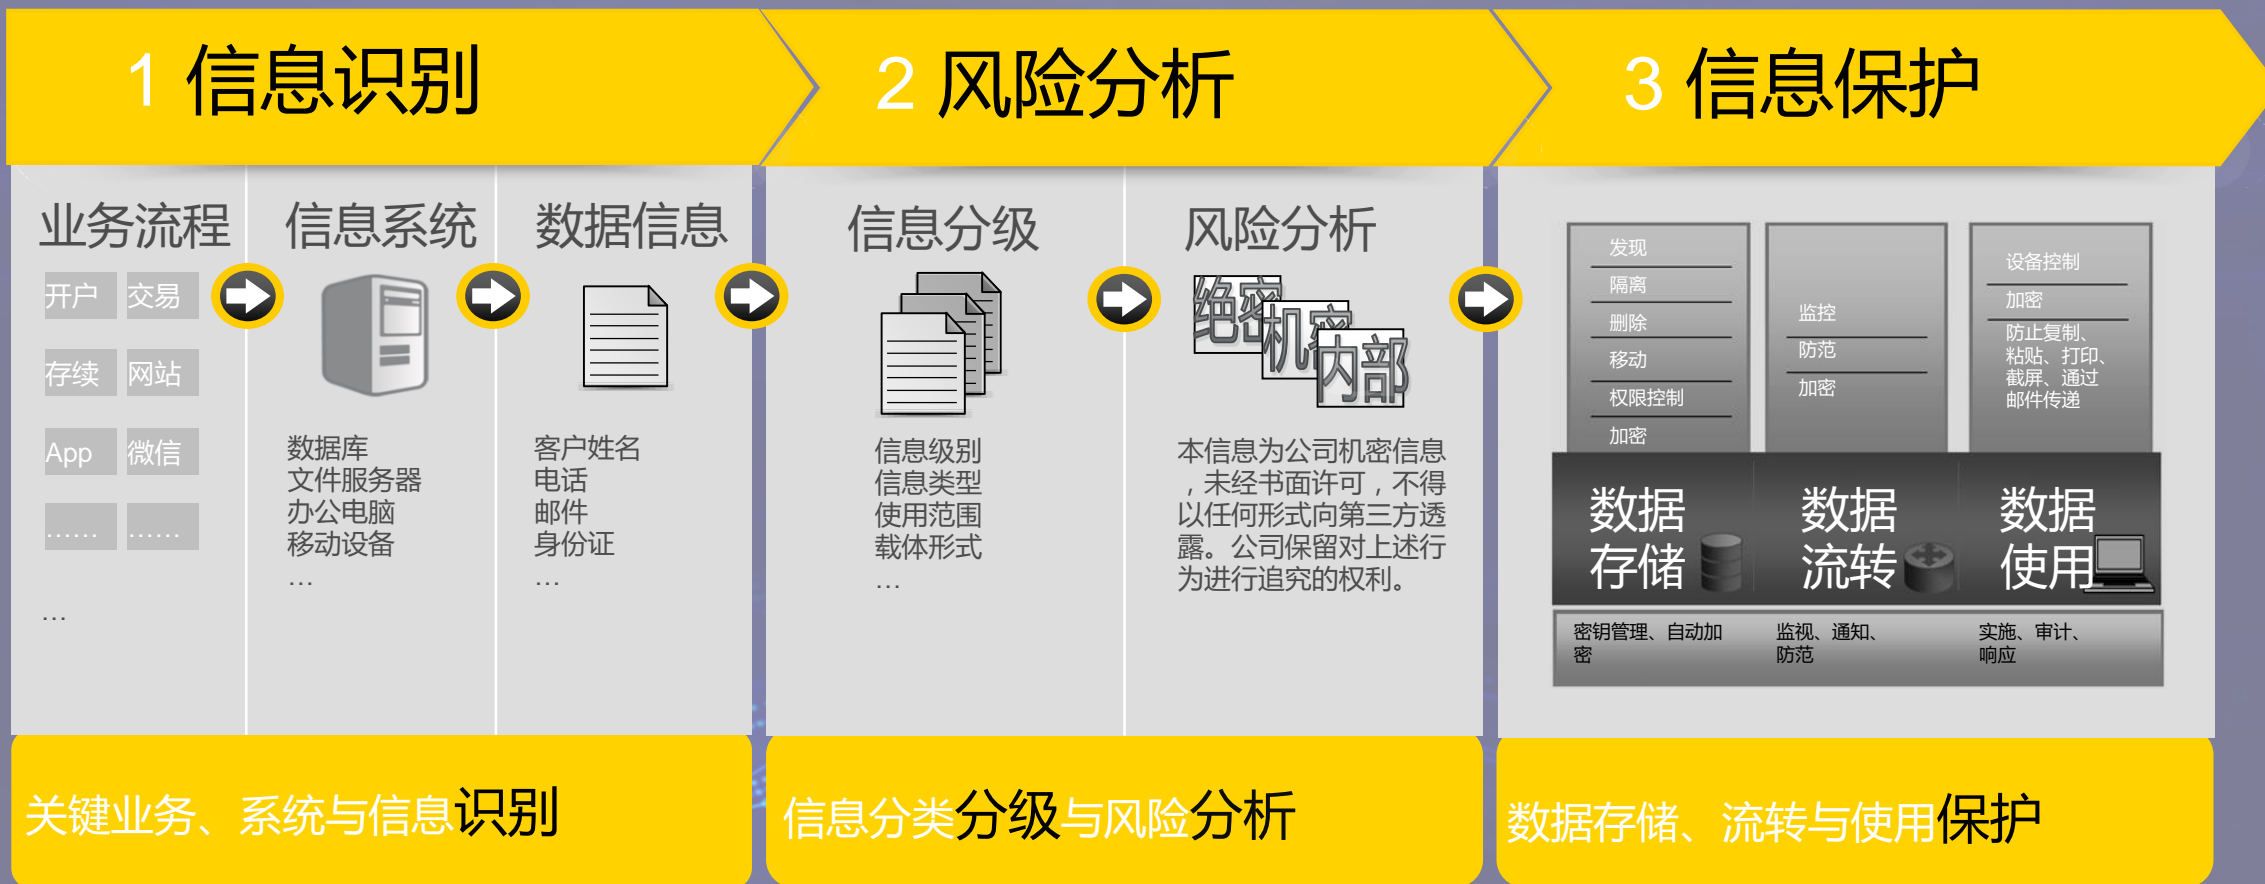 1 信息识别
2 风险分析
3 信息保护
业务流程
开户 交易
存续 网站
App 微信
…… ……
…
信息系统
数据库
文件服务器
办公电脑
移动设备
…
数据信息
客户姓名
电话
邮件
身份证
…
信息分级
信息级别
信息类型
使用范围
载体形式
…
风险分析
绝密
机密
内部
本信息为公司机密信息
，未经书面许可，不得
以任何形式向第三方透
露。公司保留对上述行
为进行追究的权利。
发现
隔离
删除
移动
权限控制
加密
监控
防范
加密
设备控制
加密
防止复制、
粘贴、打印、
截屏、通过
邮件传递
数据
存储
数据
流转
数据
使用
密钥管理、自动加
密
监视、通知、
防范
实施、审计、
响应
关键业务、系统与信息识别
信息分类分级与风险分析
数据存储、流转与使用保护